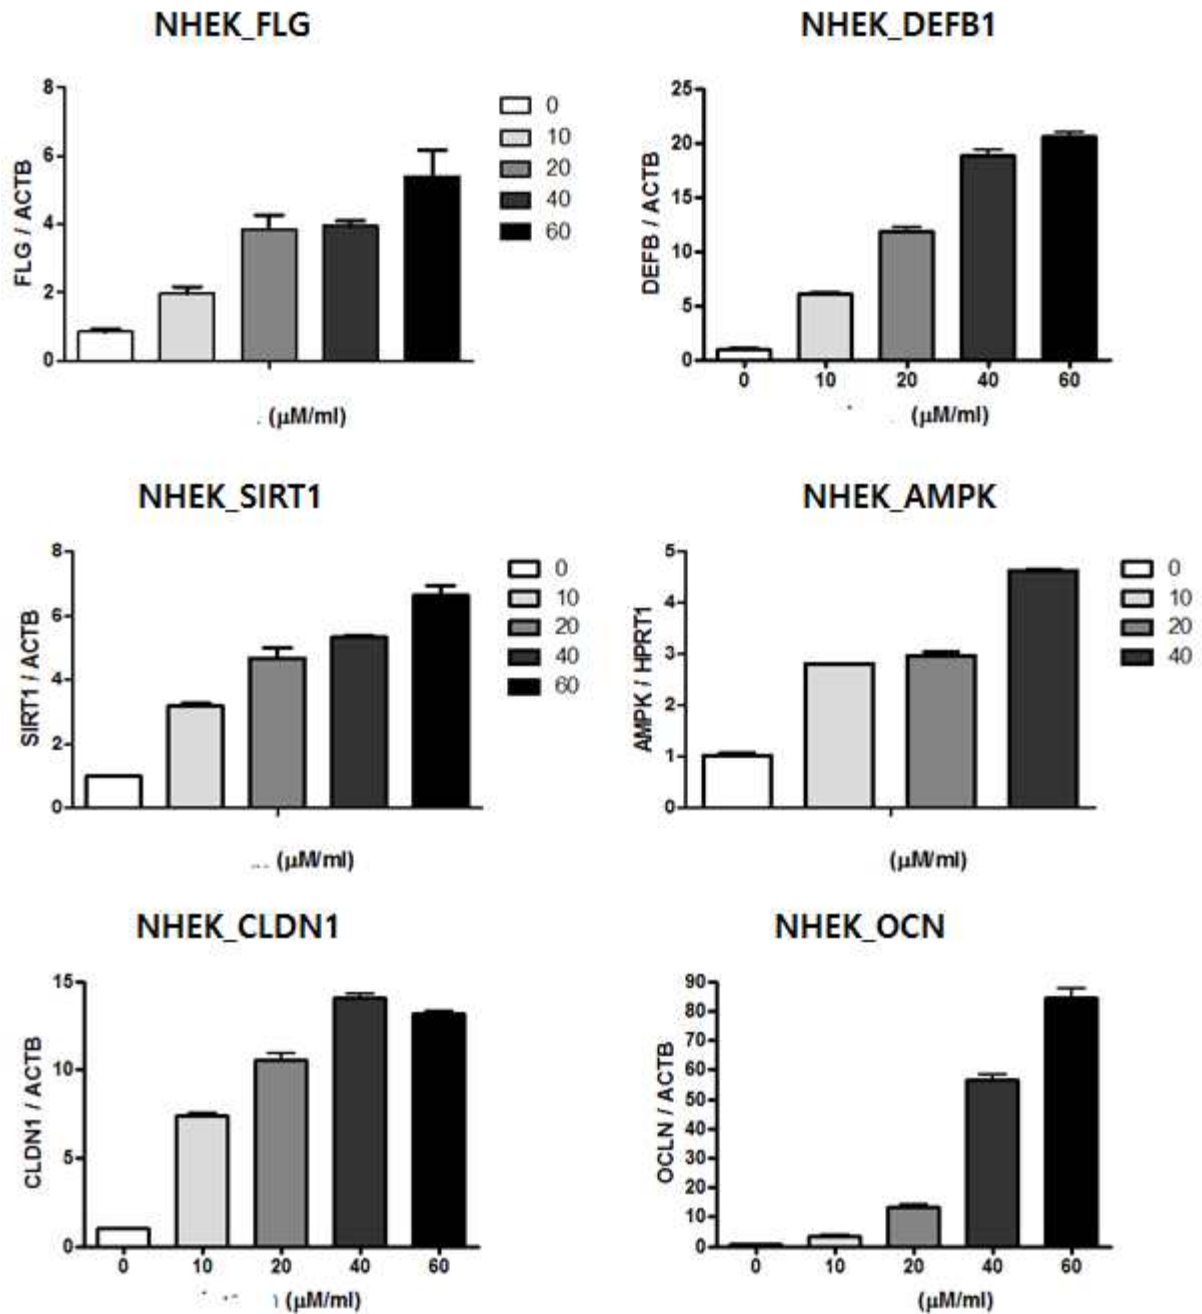 NHEK_FLG
FLG / ACTB
8
6
4
2
0
0
10
20
40
60
(μM/ml)
NHEK_DEFB1
DEFB / ACTB
25
20
15
10
5
0
0 10 20 40 60
(μM/ml)
NHEK_SIRT1
SIRT1 / ACTB
8
6
4
2
0
0
10
20
40
60
(μM/ml)
NHEK_AMPK
AMPK / HPRT1
5
4
3
2
1
0
0
10
20
40
(μM/ml)
NHEK_CLDN1
CLDN1 / ACTB
15
10
5
0
0 10 20 40 60
(μM/ml)
NHEK_OCN
OCLN / ACTB
90
80
70
60
50
40
30
20
10
0
0 10 20 40 60
(μM/ml)